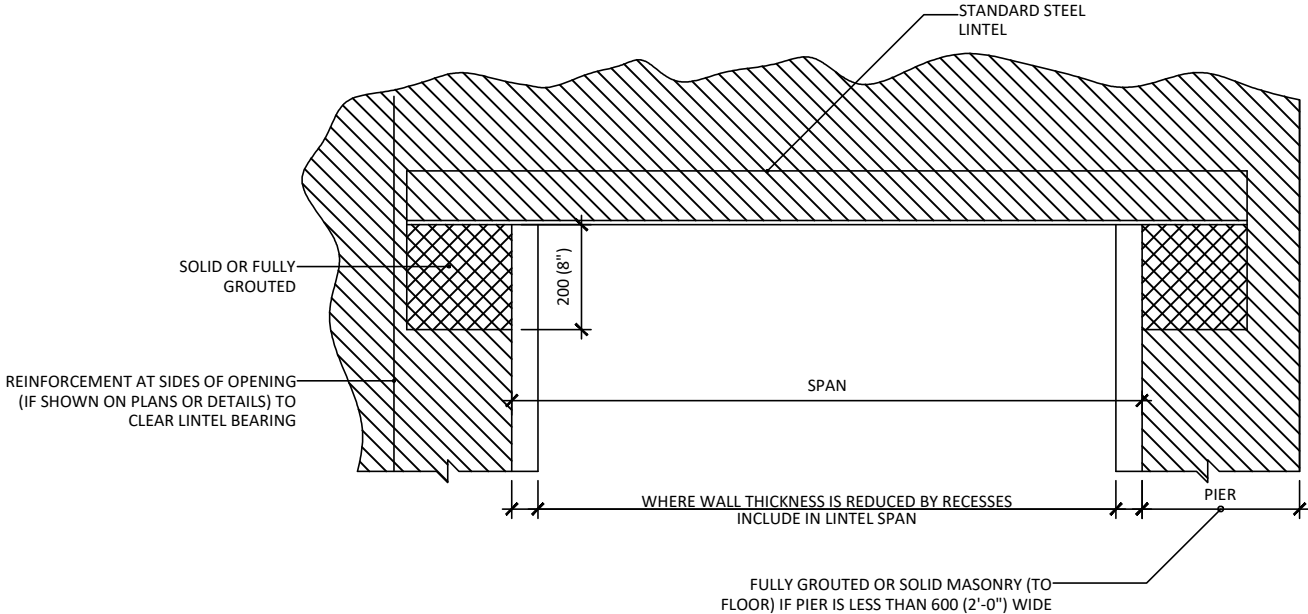 STANDARD STEEL
LINTEL
SOLID OR FULLY
GROUTED
200 (8")
REINFORCEMENT AT SIDES OF OPENING
(IF SHOWN ON PLANS OR DETAILS) TO
CLEAR LINTEL BEARING
SPAN
WHERE WALL THICKNESS IS REDUCED BY RECESSES
INCLUDE IN LINTEL SPAN
PIER
FULLY GROUTED OR SOLID MASONRY (TO
FLOOR) IF PIER IS LESS THAN 600 (2'-0") WIDE